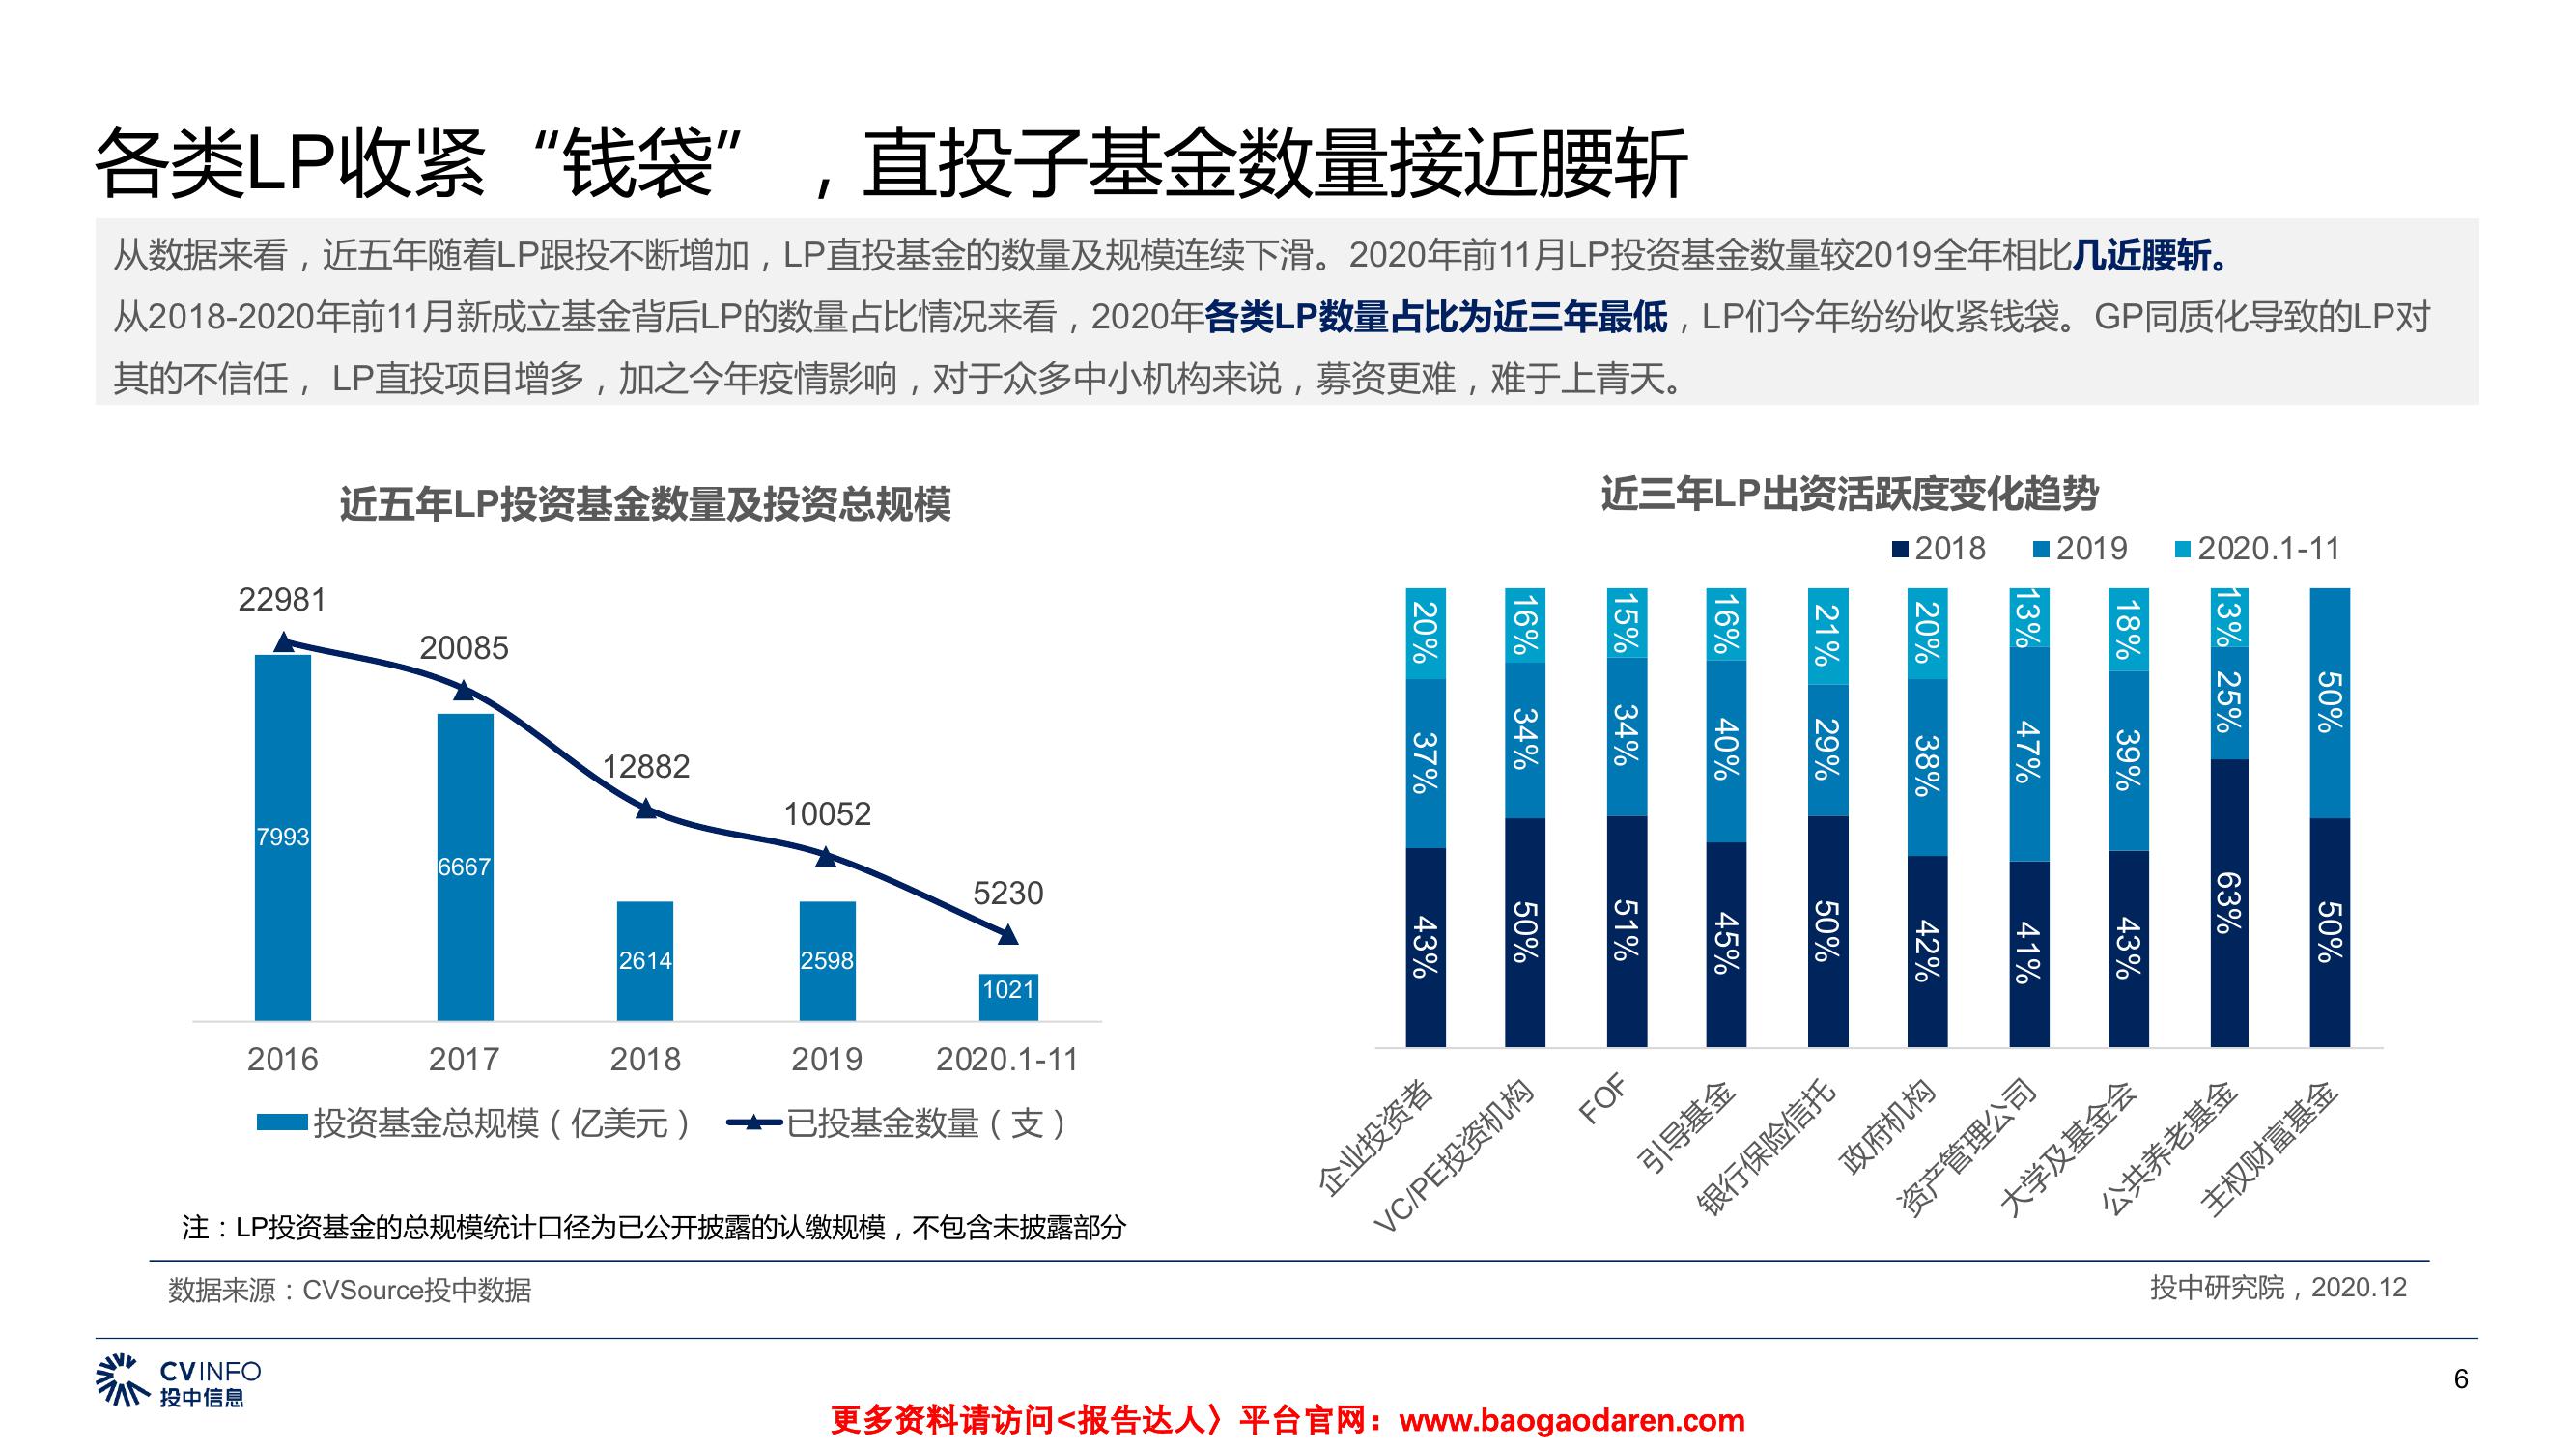 各类LP收紧“钱袋”，直投子基金数量接近腰斩
从数据来看，近五年随着LP跟投不断增加，LP直投基金的数量及规模连续下滑。2020年前11月LP投资基金数量较2019全年相比几近腰斩。
从2018-2020年前11月新成立基金背后LP的数量占比情况来看，2020年各类LP数量占比为近三年最低，LP们今年纷纷收紧钱袋。GP同质化导致的LP对
其的不信任， LP直投项目增多，加之今年疫情影响，对于众多中小机构来说，募资更难，难于上青天。
近五年LP投资基金数量及投资总规模
22981
20085
12882
10052
5230
7993
6667
2614
2598
1021
2016 2017 2018 2019 2020.1-11
投资基金总规模（亿美元） 已投基金数量（支）
注：LP投资基金的总规模统计口径为已公开披露的认缴规模，不包含未披露部分
近三年LP出资活跃度变化趋势
2018 2019 2020.1-11
20% 16% 15% 16% 21% 20% 13% 18% 13%
37% 34% 34% 40% 29% 38% 47% 39% 25% 50%
43% 50% 51% 45% 50% 42% 41% 43% 63% 50%
企业投资者
VC/PE投资机构
FOF
引导基金
银行保险信托
政府机构
资产管理公司
大学及基金会
公共养老基金
主权财富基金
数据来源：CVSource投中数据
投中研究院，2020.12
CVINFO
投中信息
6
更多资料请访问<报告达人〉平台官网：www.baogaodaren.com